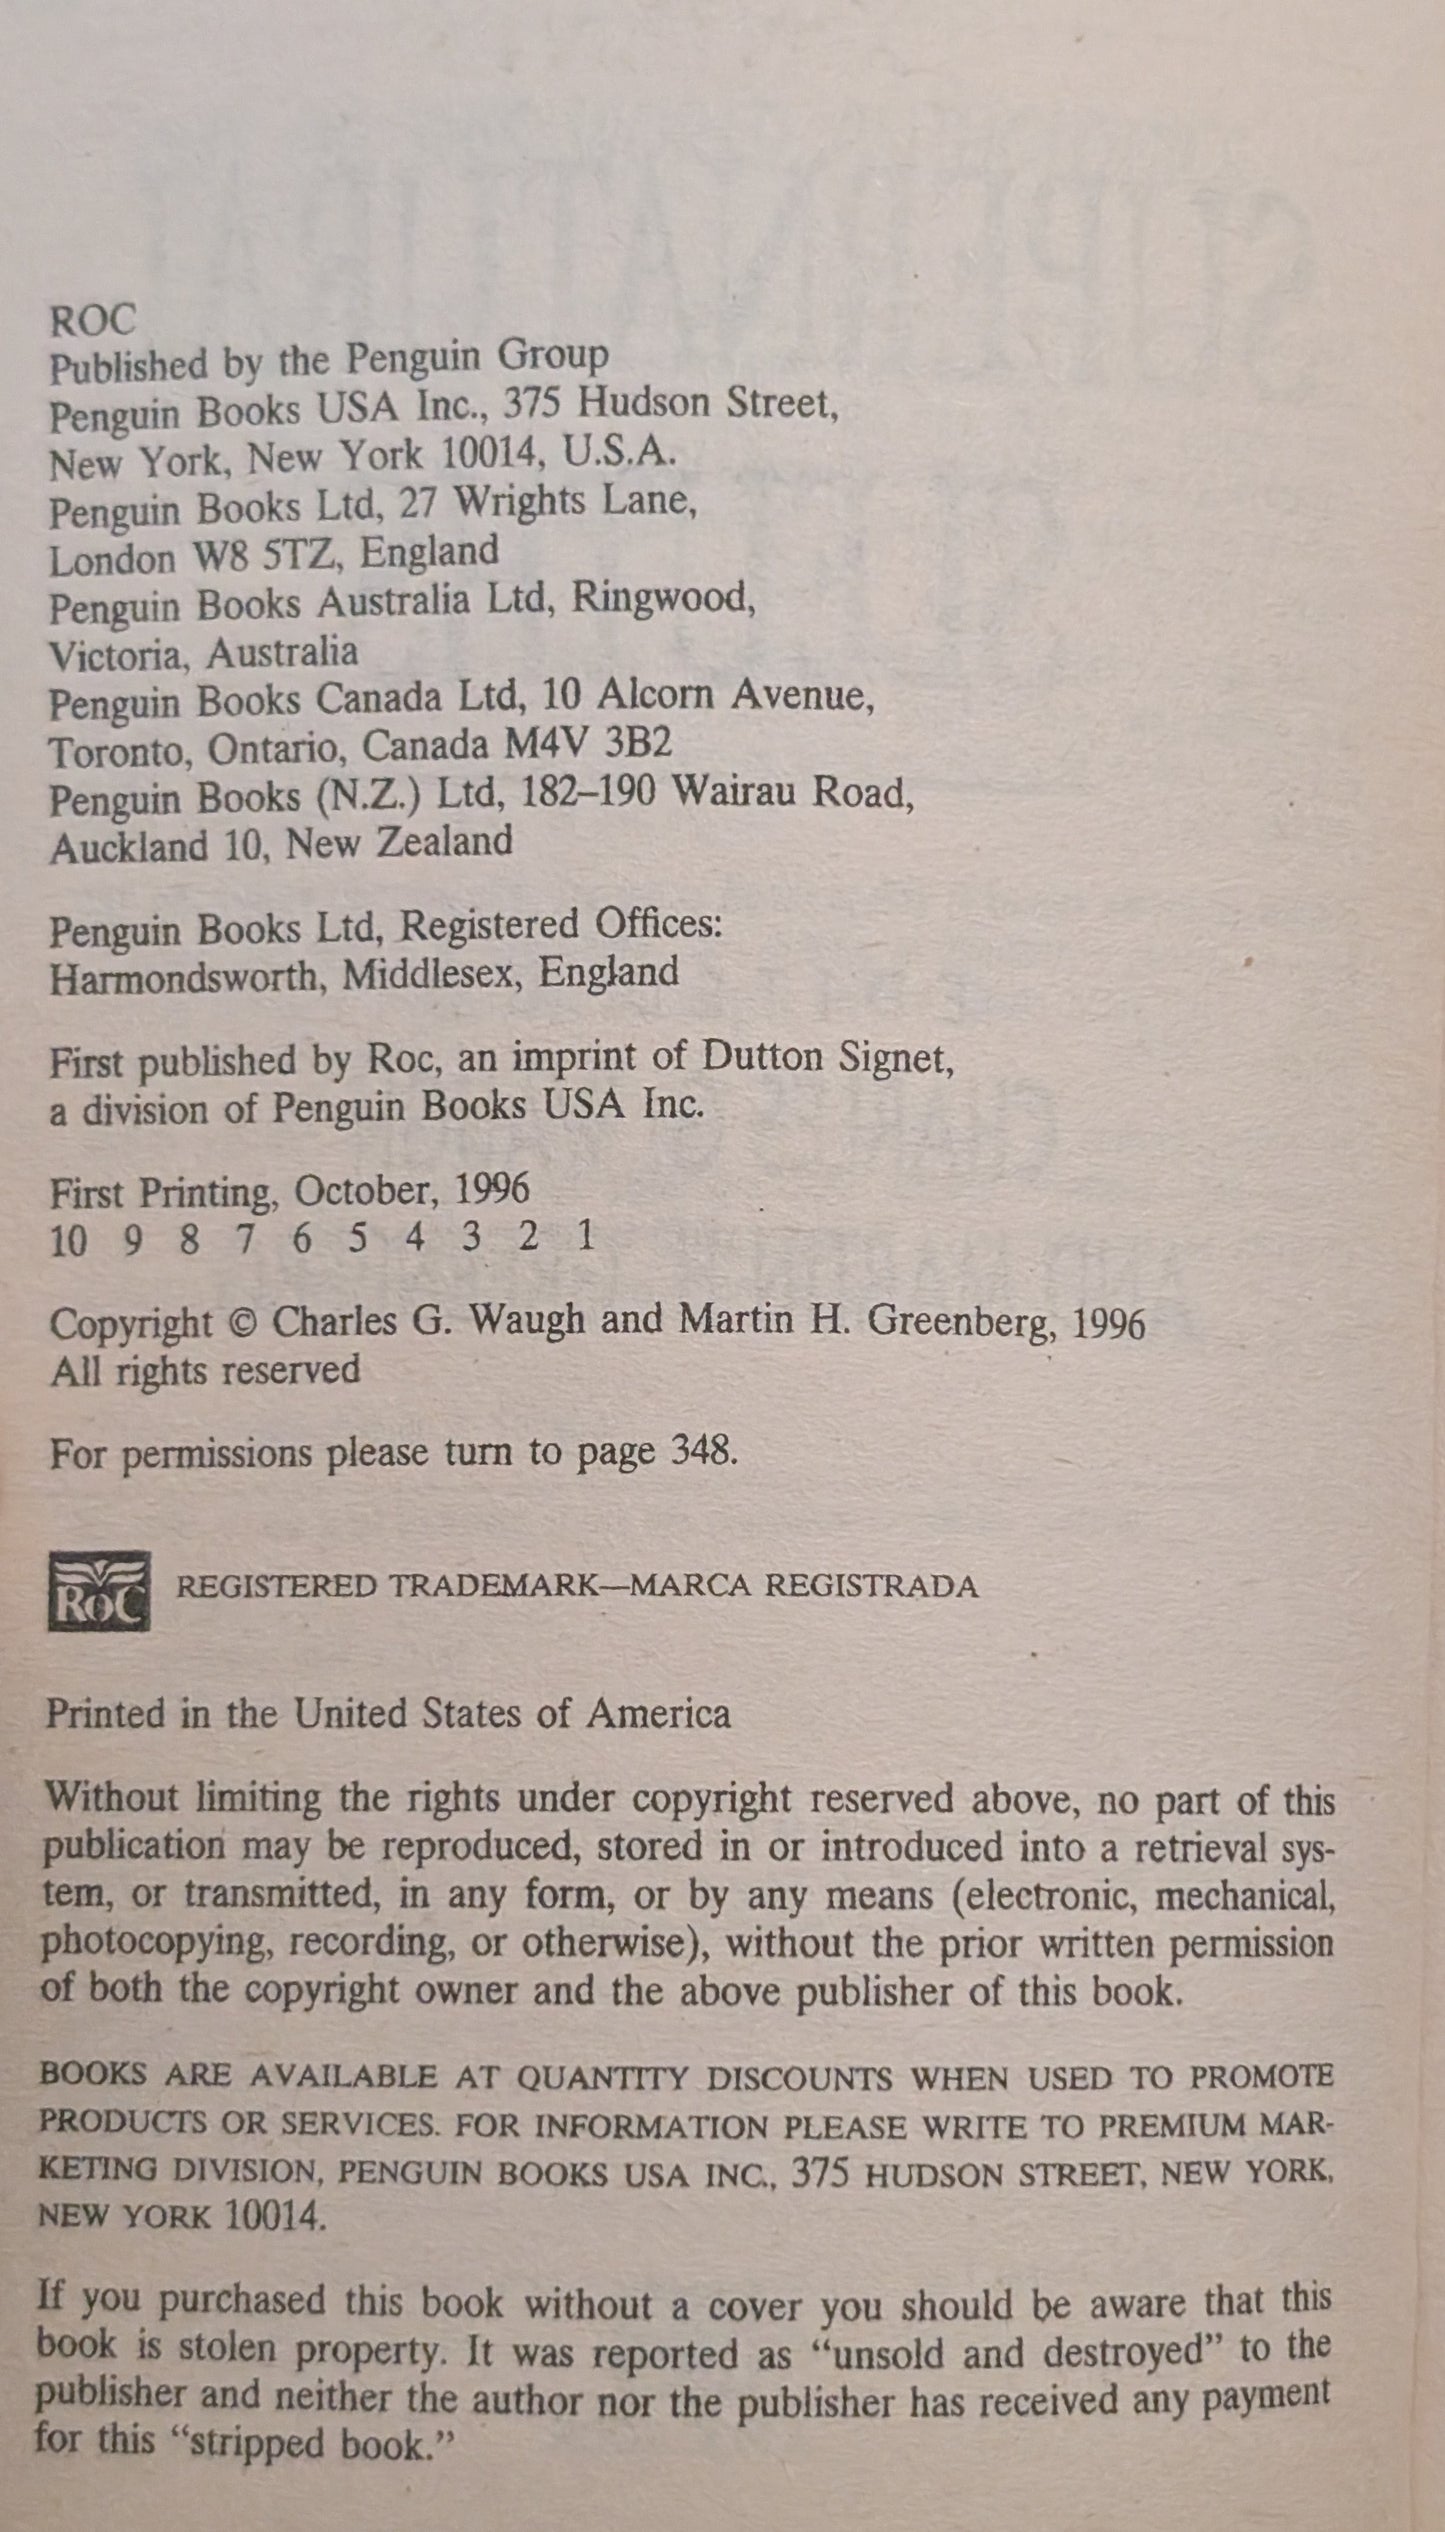 ROC
Published by the Penguin Group
Penguin Books USA Inc., 375 Hudson Street,
New York, New York 10014, U.S.A.
Penguin Books Ltd, 27 Wrights Lane,
London W8 5TZ, England
Penguin Books Australia Ltd, Ringwood,
Victoria, Australia
Penguin Books Canada Ltd, 10 Alcorn Avenue,
Toronto, Ontario, Canada M4V 3B2
Penguin Books (N.Z.) Ltd, 182–190 Wairau Road,
Auckland 10, New Zealand
Penguin Books Ltd, Registered Offices:
Harmondsworth, Middlesex, England
First published by Roc, an imprint of Dutton Signet,
a division of Penguin Books USA Inc.
First Printing, October, 1996
10 9 8 7 6 5 4 3 2 1
Copyright © Charles G. Waugh and Martin H. Greenberg, 1996
All rights reserved
For permissions please turn to page 348.
ROC REGISTERED TRADEMARK—MARCA REGISTRADA
Printed in the United States of America
Without limiting the rights under copyright reserved above, no part of this
publication may be reproduced, stored in or introduced into a retrieval sys-
tem, or transmitted, in any form, or by any means (electronic, mechanical,
photocopying, recording, or otherwise), without the prior written permission
of both the copyright owner and the above publisher of this book.
BOOKS ARE AVAILABLE AT QUANTITY DISCOUNTS WHEN USED TO PROMOTE
PRODUCTS OR SERVICES. FOR INFORMATION PLEASE WRITE TO PREMIUM MAR-
KETING DIVISION, PENGUIN BOOKS USA INC., 375 HUDSON STREET, NEW YORK,
NEW YORK 10014.
If you purchased this book without a cover you should be aware that this
book is stolen property. It was reported as “unsold and destroyed” to the
publisher and neither the author nor the publisher has received any payment
for this “stripped book.”